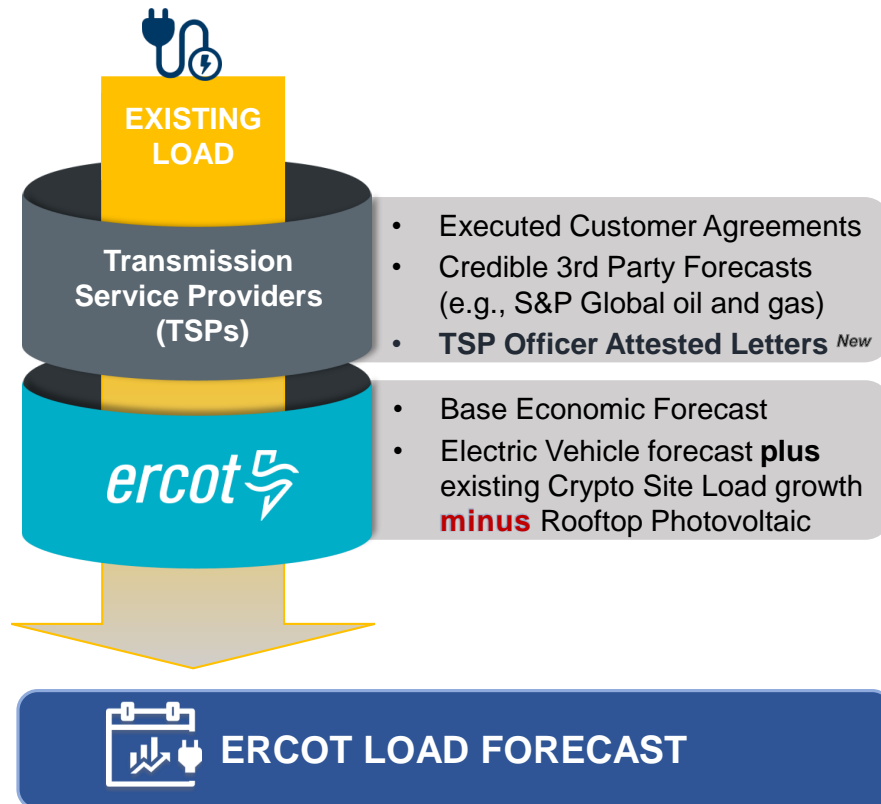 EXISTING
LOAD
Transmission
Service Providers
(TSPs)
• Executed Customer Agreements
• Credible 3rd Party Forecasts
(e.g., S&P Global oil and gas)
• TSP Officer Attested Letters New
ercot
• Base Economic Forecast
• Electric Vehicle forecast plus
existing Crypto Site Load growth
minus Rooftop Photovoltaic
ERCOT LOAD FORECAST